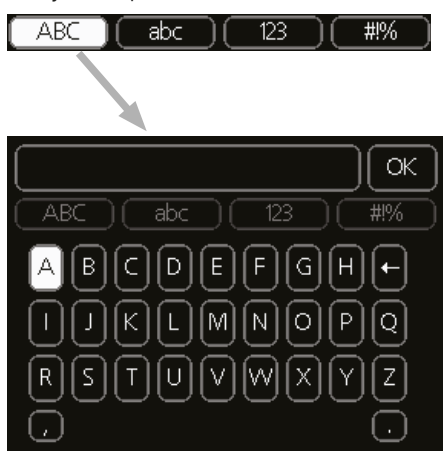 ABC abc 123 #!%
OK
ABC abc 123 #!%
A B C D E F G H ←
I J K L M N O P Q
R S T U V W X Y Z
, .